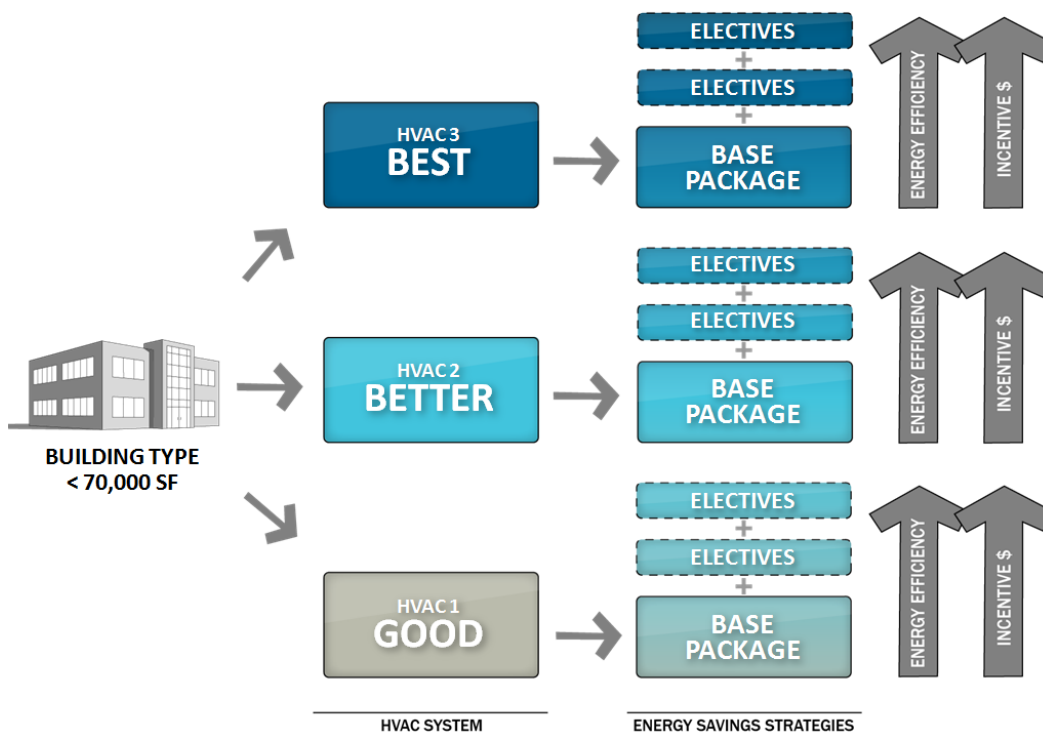 ELECTIVES
+
ELECTIVES
+
HVAC 3
BEST
BASE
PACKAGE
ENERGY EFFICIENCY
INCENTIVE $
ELECTIVES
+
ELECTIVES
+
HVAC 2
BETTER
BASE
PACKAGE
ENERGY EFFICIENCY
INCENTIVE $
BUILDING TYPE
< 70,000 SF
ELECTIVES
+
ELECTIVES
+
HVAC 1
GOOD
BASE
PACKAGE
ENERGY EFFICIENCY
INCENTIVE $
HVAC SYSTEM
ENERGY SAVINGS STRATEGIES